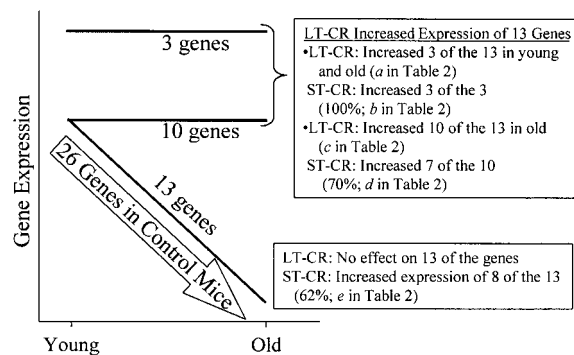 Gene Expression
3 genes
10 genes
13 genes
26 Genes in Control Mice
Young
Old
LT-CR Increased Expression of 13 Genes
•LT-CR: Increased 3 of the 13 in young
and old (a in Table 2)
ST-CR: Increased 3 of the 3
(100%; b in Table 2)
•LT-CR: Increased 10 of the 13 in old
(c in Table 2)
ST-CR: Increased 7 of the 10
(70%; d in Table 2)
LT-CR: No effect on 13 of the genes
ST-CR: Increased expression of 8 of the 13
(62%; e in Table 2)